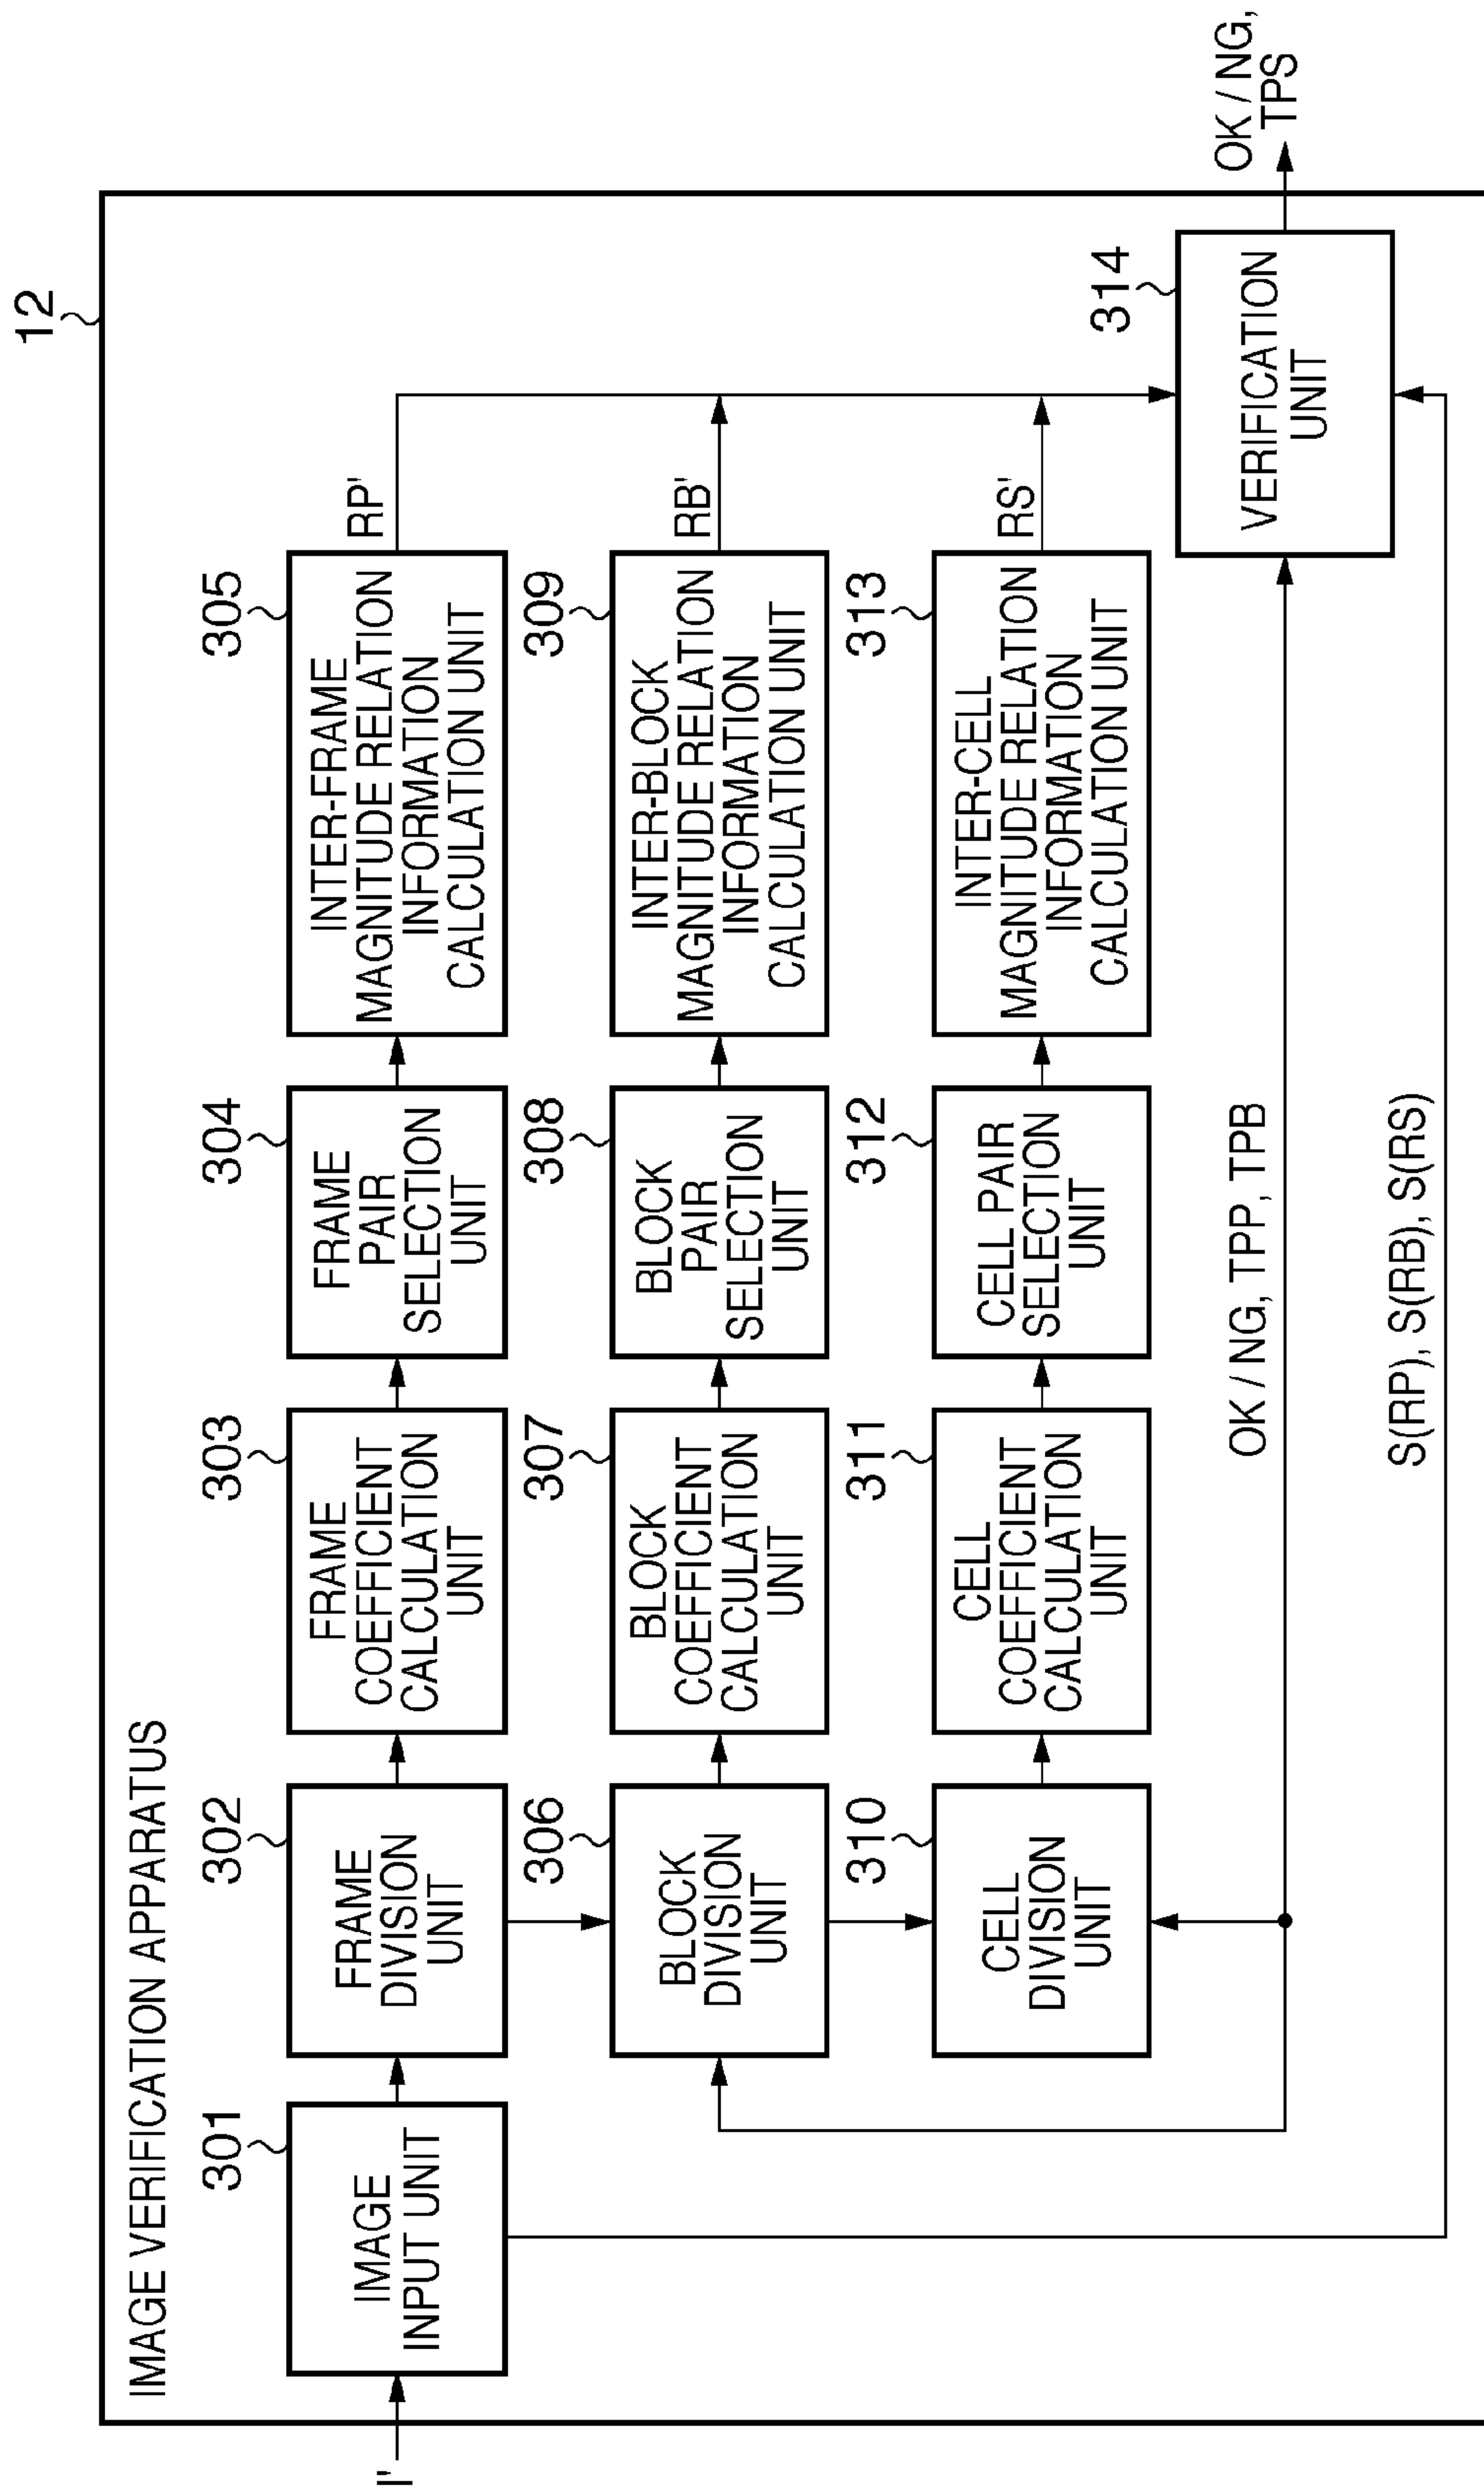 12
IMAGE VERIFICATION APPARATUS
I'
301
IMAGE
INPUT UNIT
302
FRAME
DIVISION
UNIT
303
FRAME
COEFFICIENT
CALCULATION
UNIT
304
FRAME
PAIR
SELECTION
UNIT
305
INTER-FRAME
MAGNITUDE RELATION
INFORMATION
CALCULATION UNIT
RP'
306
BLOCK
DIVISION
UNIT
307
BLOCK
COEFFICIENT
CALCULATION
UNIT
308
BLOCK
PAIR
SELECTION
UNIT
309
INTER-BLOCK
MAGNITUDE RELATION
INFORMATION
CALCULATION UNIT
RB'
310
CELL
DIVISION
UNIT
311
CELL
COEFFICIENT
CALCULATION
UNIT
312
CELL PAIR
SELECTION
UNIT
313
INTER-CELL
MAGNITUDE RELATION
INFORMATION
CALCULATION UNIT
RS'
314
VERIFICATION
UNIT
OK / NG,
TPS
OK / NG, TPP, TPB
S(RP), S(RB), S(RS)